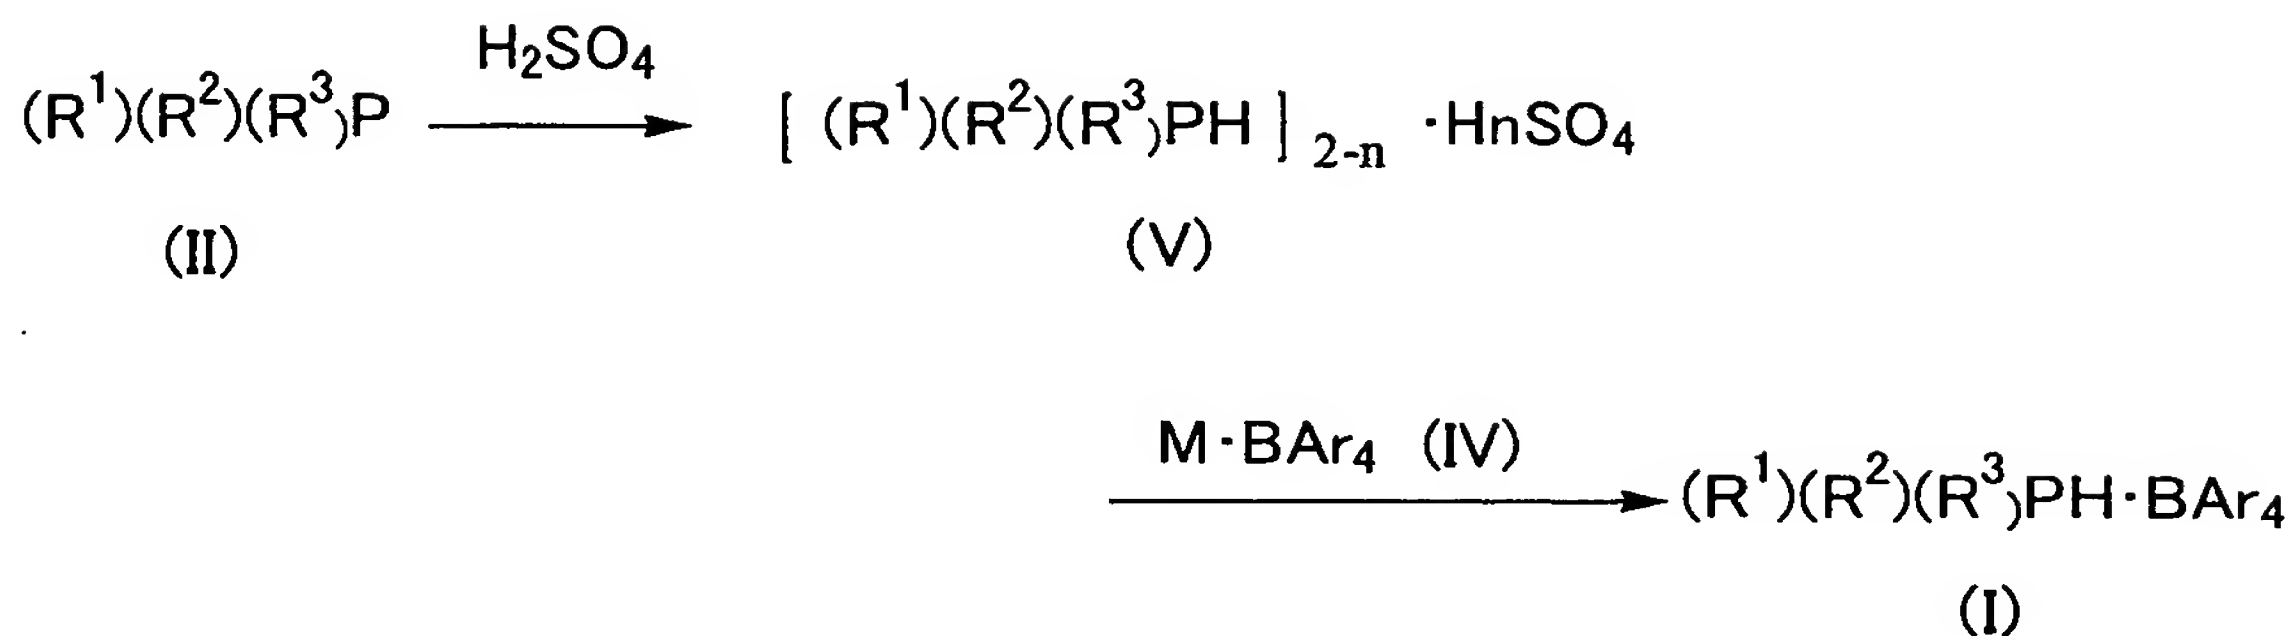 H₂SO₄
(R¹)(R²)(R³)P [ (R¹)(R²)(R³)PH ]₂₋ₙ ·HnSO₄
(II) (V)
M·BAr₄ (IV)
(R¹)(R²)(R³)PH·BAr₄
(I)